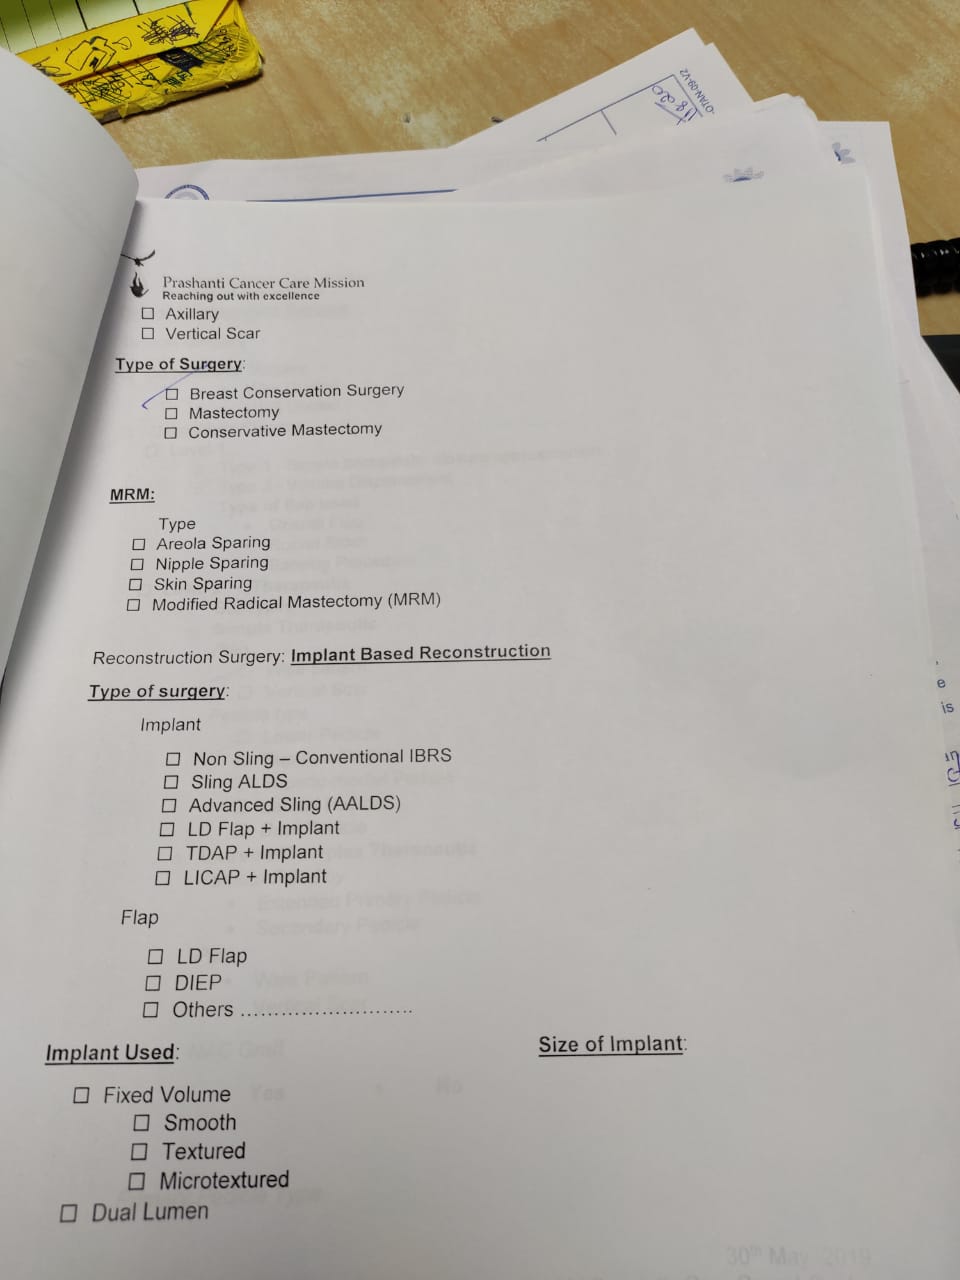 OTAN-09-V2
Prashanti Cancer Care Mission
Reaching out with excellence
☐ Axillary
☐ Vertical Scar
Type of Surgery:
☐ Breast Conservation Surgery
☐ Mastectomy
☐ Conservative Mastectomy
MRM:
Type
☐ Areola Sparing
☐ Nipple Sparing
☐ Skin Sparing
☐ Modified Radical Mastectomy (MRM)
Reconstruction Surgery: Implant Based Reconstruction
Type of surgery:
Implant
☐ Non Sling – Conventional IBRS
☐ Sling ALDS
☐ Advanced Sling (AALDS)
☐ LD Flap + Implant
☐ TDAP + Implant
☐ LICAP + Implant
Flap
☐ LD Flap
☐ DIEP
☐ Others .........................
Implant Used:
Size of Implant:
☐ Fixed Volume
☐ Smooth
☐ Textured
☐ Microtextured
☐ Dual Lumen
30th May, 2019
e
is